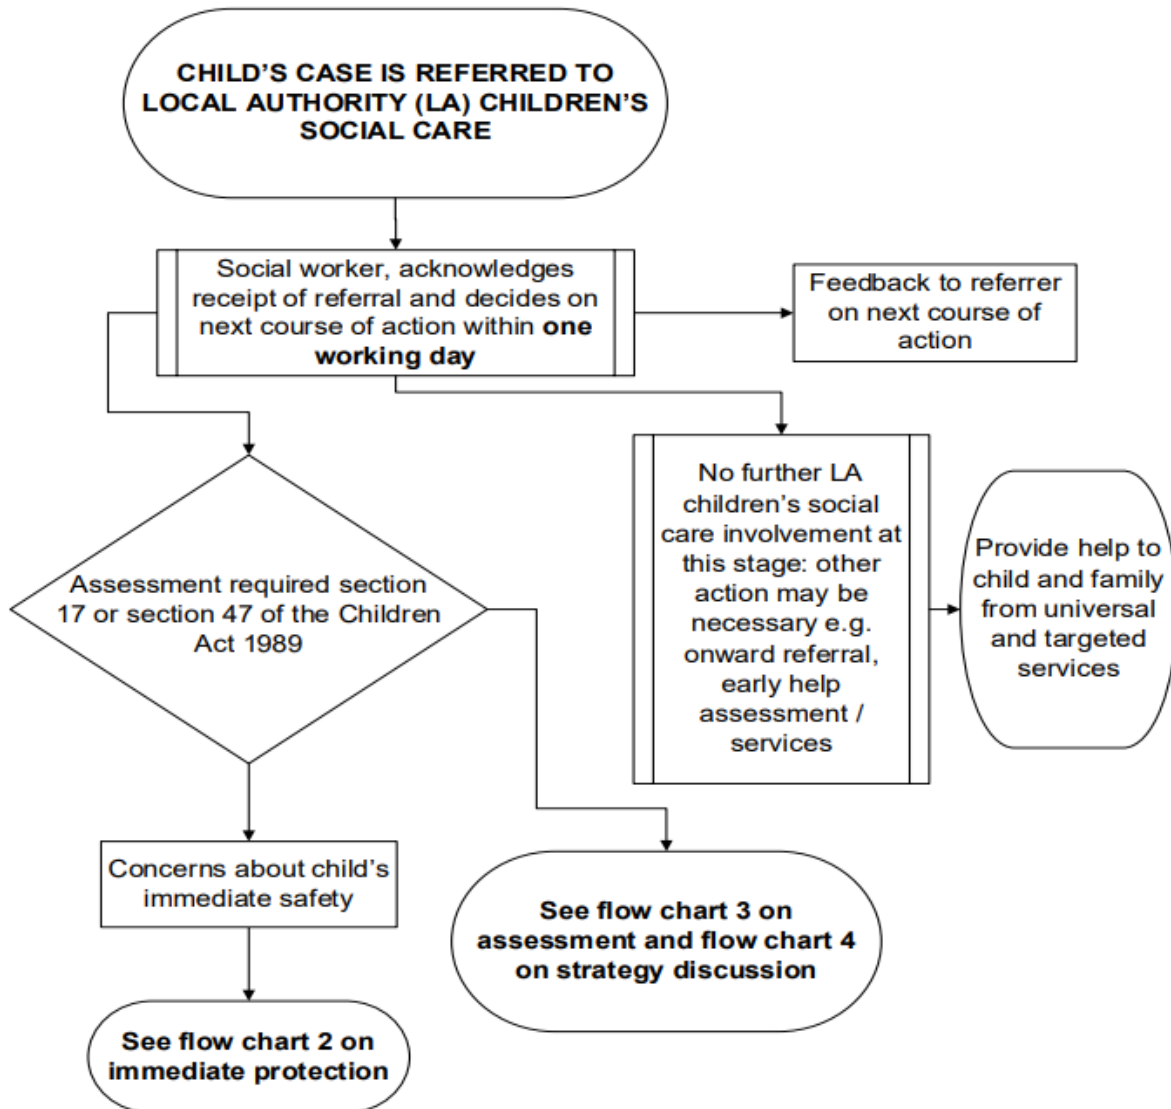 CHILD'S CASE IS REFERRED TO
LOCAL AUTHORITY (LA) CHILDREN'S
SOCIAL CARE
Social worker, acknowledges
receipt of referral and decides on
next course of action within one
working day
Feedback to referrer
on next course of
action
No further LA
children's social
care involvement at
this stage: other
action may be
necessary e.g.
onward referral,
early help
assessment /
services
Provide help to
child and family
from universal
and targeted
services
Assessment required section
17 or section 47 of the Children
Act 1989
Concerns about child's
immediate safety
See flow chart 3 on
assessment and flow chart 4
on strategy discussion
See flow chart 2 on
immediate protection